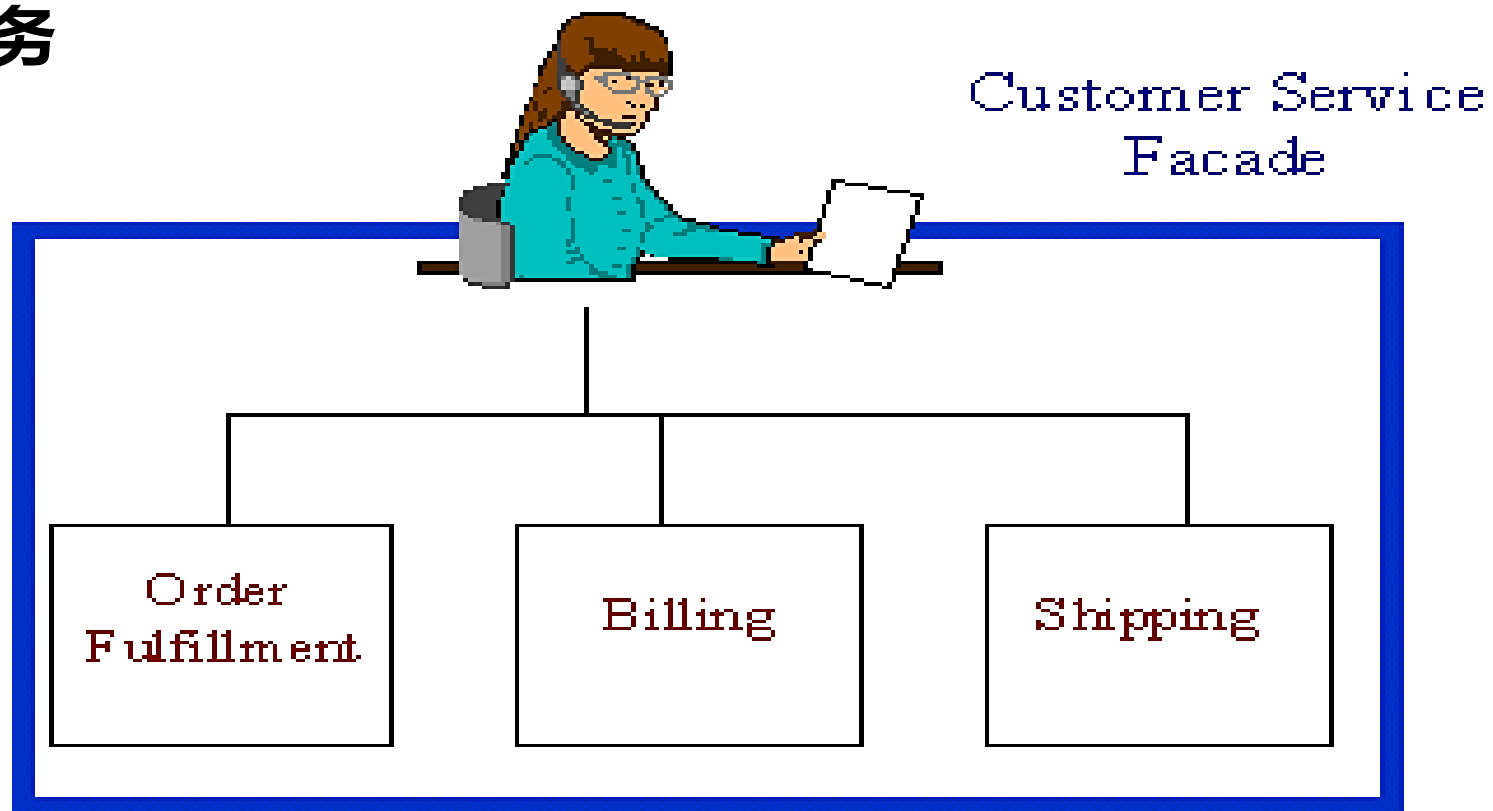 务
Customer Service
Facade
Order
Fulfillment
Billing
Shipping